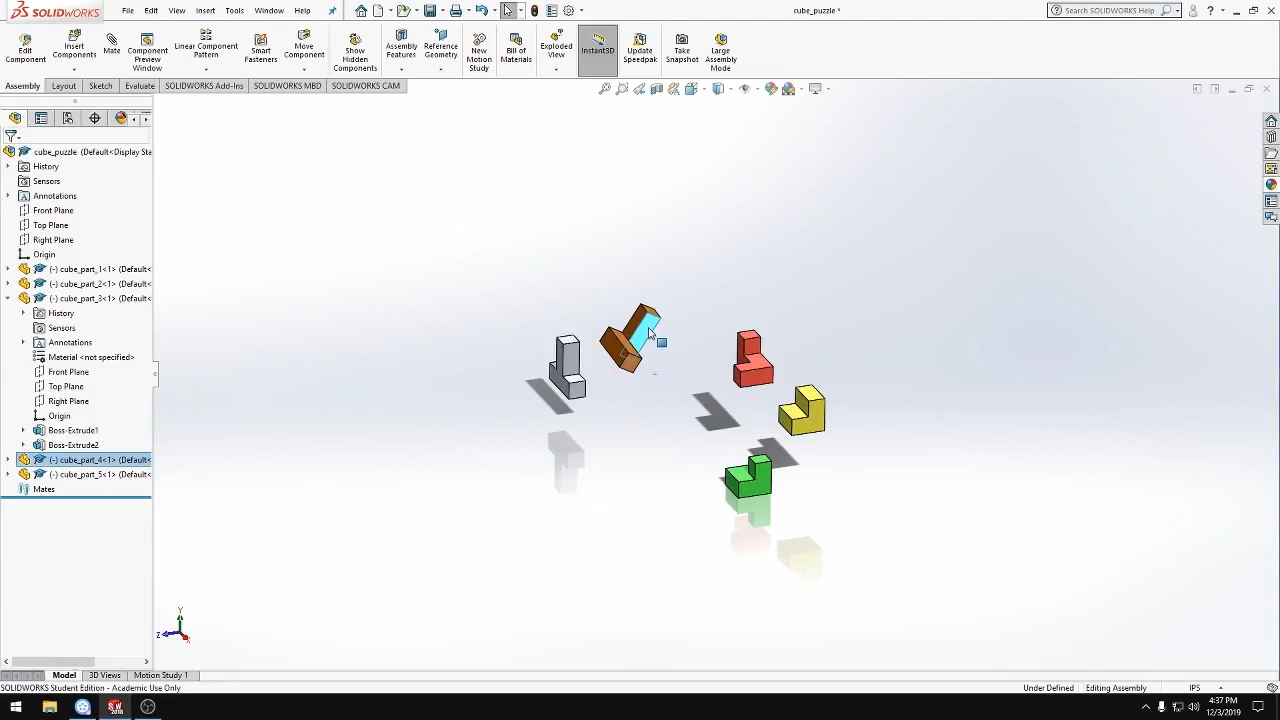 SOLIDWORKS File Edit View Insert Tools Window Help cube_puzzle * Search SOLIDWORKS Help
Edit Component
Insert Components
Mate
Component Preview Window
Linear Component Pattern
Smart Fasteners
Move Component
Show Hidden Components
Assembly Features
Reference Geometry
New Motion Study
Bill of Materials
Exploded View
Instant3D
Update Speedpak
Take Snapshot
Large Assembly Mode
Assembly Layout Sketch Evaluate SOLIDWORKS Add-Ins SOLIDWORKS MBD SOLIDWORKS CAM
cube_puzzle (Default<Display Sta
History
Sensors
Annotations
Front Plane
Top Plane
Right Plane
Origin
(-) cube_part_1<1> (Default<
(-) cube_part_2<1> (Default<
(-) cube_part_3<1> (Default<
History
Sensors
Annotations
Material <not specified>
Front Plane
Top Plane
Right Plane
Origin
Boss-Extrude1
Boss-Extrude2
(-) cube_part_4<1> (Default<
(-) cube_part_5<1> (Default<
Mates
Y
Z
X
Model 3D Views Motion Study 1
SOLIDWORKS Student Edition - Academic Use Only Under Defined Editing Assembly IPS
4:37 PM
12/3/2019